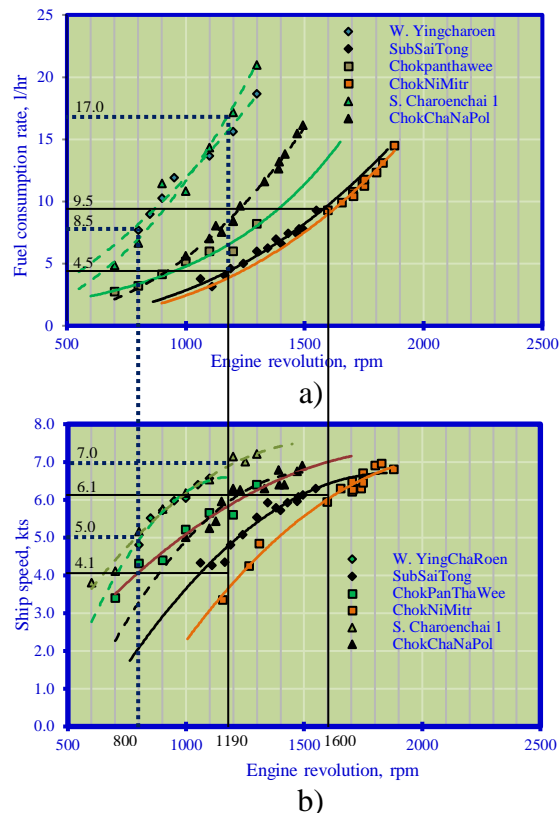 25
20
15
10
5
0
Fuel consumption rate, l/hr
17.0
9.5
8.5
4.5
W. Yingcharoen
SubSaiTong
Chokpanthawee
ChokNiMitr
S. Charoenchai 1
ChokChaNaPol
500 1000 1500 2000 2500
Engine revolution, rpm
a)
8.0
7.0
6.0
5.0
4.0
3.0
2.0
1.0
0.0
Ship speed, kts
7.0
6.1
5.0
4.1
W. YingChaRoen
SubSaiTong
ChokPanThaWee
ChokNiMitr
S. Charoenchai 1
ChokChaNaPol
500 800 1000 1190 1500 1600 2000 2500
Engine revolution, rpm
b)